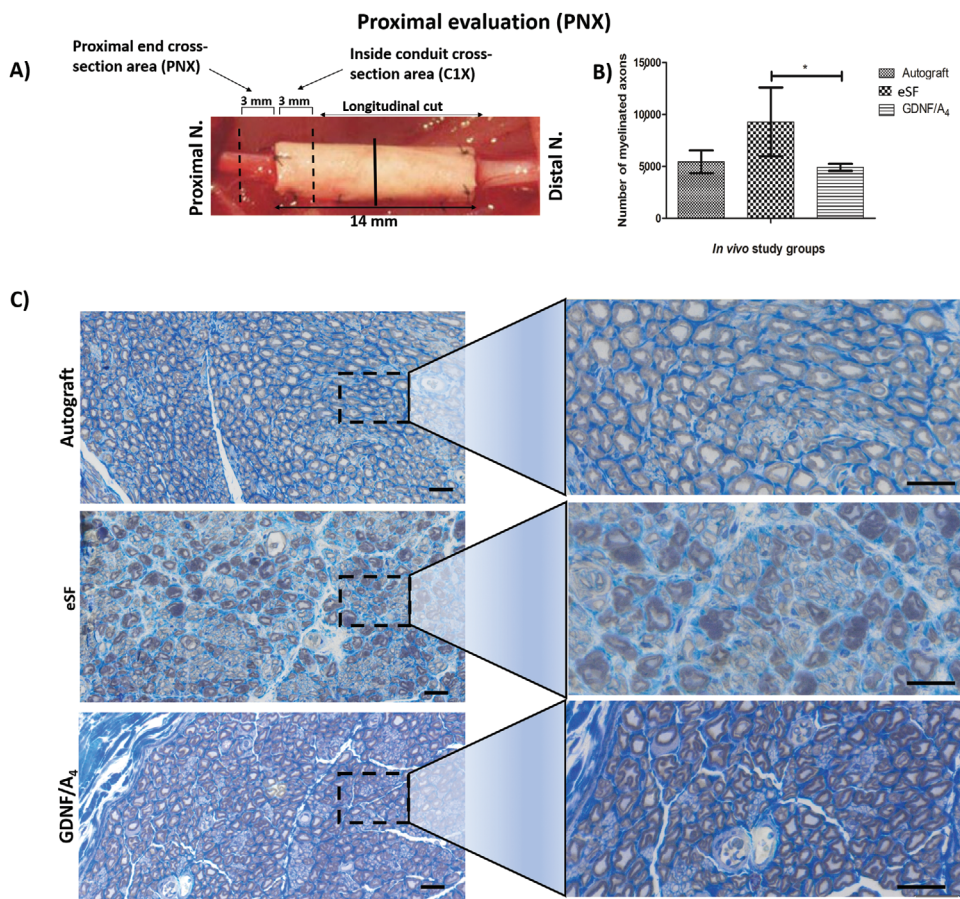 Proximal evaluation (PNX)
A)
Proximal end cross-
section area (PNX)
Inside conduit cross-
section area (C1X)
3 mm
3 mm
Longitudinal cut
Proximal N.
Distal N.
14 mm
B)
Number of myelinated axons
15000
10000
5000
0
*
Autograft
eSF
GDNF/A4
In vivo study groups
C)
Autograft
eSF
GDNF/A4